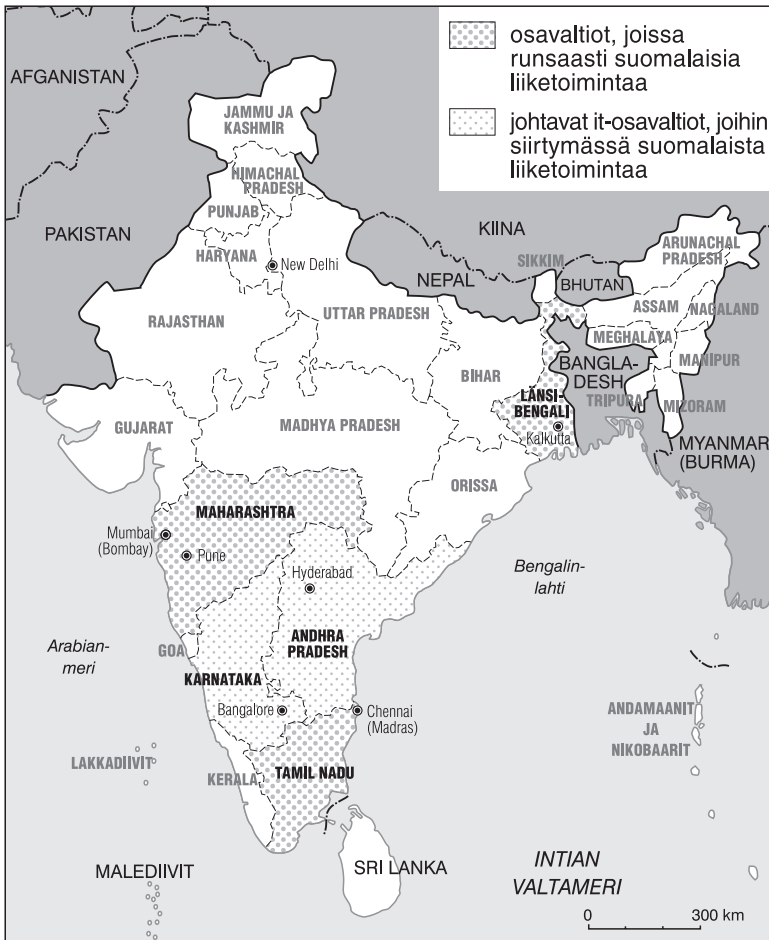 osavaltiot, joissa
runsaasti suomalaisia
liiketoimintaa
johtavat it-osavaltiot, joihin
siirtymässä suomalaista
liiketoimintaa
AFGANISTAN
JAMMU JA
KASHMIR
HIMACHAL
PRADESH
PUNJAB
PAKISTAN
KIINA
ARUNACHAL
PRADESH
HARYANA
New Delhi
SIKKIM
NEPAL
BHUTAN
RAJASTHAN
UTTAR PRADESH
ASSAM
NAGALAND
MEGHALAYA
BIHAR
BANGLA-
DESH
MANIPUR
LÄNSI-
BENGALI
TRIPURA
MIZORAM
GUJARAT
MADHYA PRADESH
Kalkutta
MYANMAR
(BURMA)
ORISSA
MAHARASHTRA
Mumbai
(Bombay)
Pune
Hyderabad
Bengalin-
lahti
Arabian-
meri
GOA
ANDHRA
PRADESH
KARNATAKA
Bangalore
Chennai
(Madras)
ANDAMAANIT
JA
NIKOBAARIT
LAKKADIIVIT
KERALA
TAMIL NADU
MALEDIIVIT
SRI LANKA
INTIAN
VALTAMERI
0 300 km